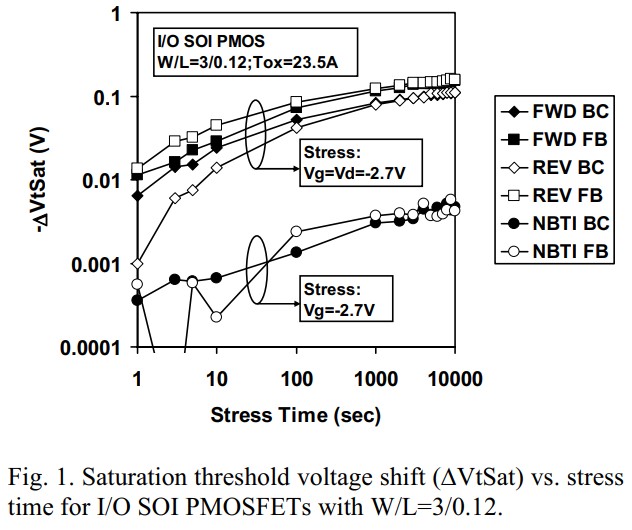 1
I/O SOI PMOS
W/L=3/0.12;Tox=23.5A
0.1
FWD BC
FWD FB
REV BC
REV FB
NBTI BC
NBTI FB
Stress:
Vg=Vd=-2.7V
-ΔVtSat (V)
0.01
0.001
Stress:
Vg=-2.7V
0.0001
1 10 100 1000 10000
Stress Time (sec)
Fig. 1. Saturation threshold voltage shift (ΔVtSat) vs. stress
time for I/O SOI PMOSFETs with W/L=3/0.12.